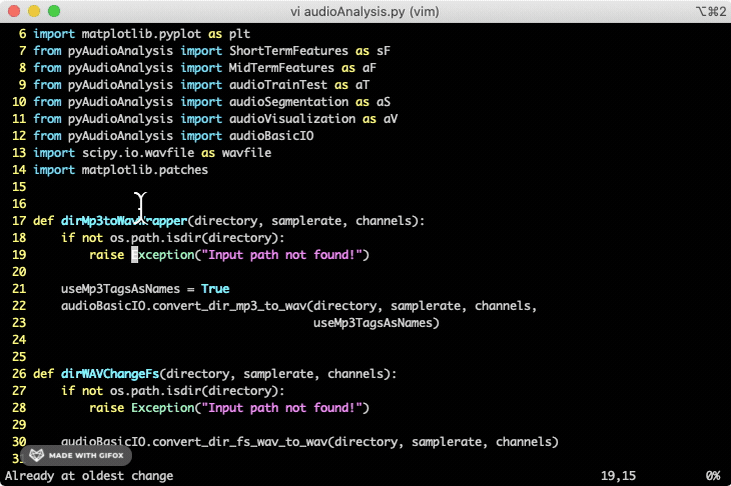 vi audioAnalysis.py (vim) ⌥⌘2
6 import matplotlib.pyplot as plt
7 from pyAudioAnalysis import ShortTermFeatures as sF
8 from pyAudioAnalysis import MidTermFeatures as aF
9 from pyAudioAnalysis import audioTrainTest as aT
10 from pyAudioAnalysis import audioSegmentation as aS
11 from pyAudioAnalysis import audioVisualization as aV
12 from pyAudioAnalysis import audioBasicIO
13 import scipy.io.wavfile as wavfile
14 import matplotlib.patches
15
16
17 def dirMp3toWavWrapper(directory, samplerate, channels):
18     if not os.path.isdir(directory):
19         raise Exception("Input path not found!")
20
21     useMp3TagsAsNames = True
22     audioBasicIO.convert_dir_mp3_to_wav(directory, samplerate, channels,
23                                         useMp3TagsAsNames)
24
25
26 def dirWAVChangeFs(directory, samplerate, channels):
27     if not os.path.isdir(directory):
28         raise Exception("Input path not found!")
29
30     audioBasicIO.convert_dir_fs_wav_to_wav(directory, samplerate, channels)
MADE WITH GIFOX
Already at oldest change 19,15 0%